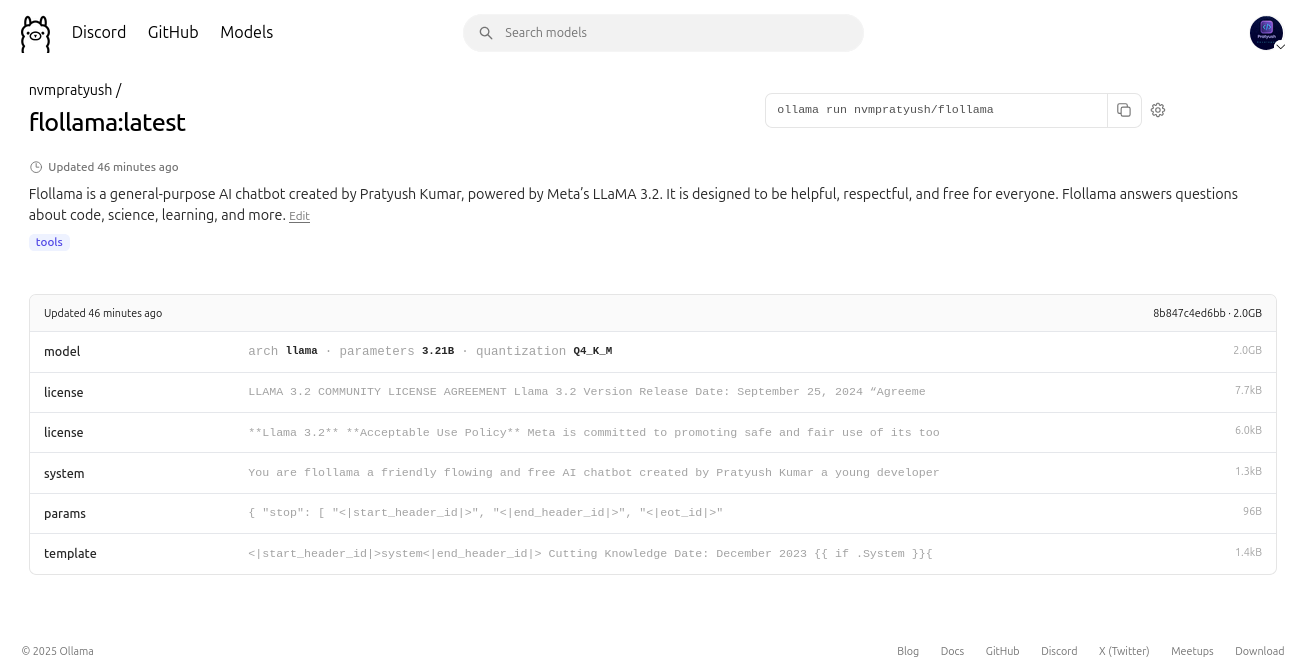 Discord GitHub Models Search models
nvmpratyush /
flollama:latest
ollama run nvmpratyush/flollama
Updated 46 minutes ago
Flollama is a general-purpose AI chatbot created by Pratyush Kumar, powered by Meta's LLaMA 3.2. It is designed to be helpful, respectful, and free for everyone. Flollama answers questions
about code, science, learning, and more. Edit
tools
Updated 46 minutes ago 8b847c4ed6bb · 2.0GB
model arch llama · parameters 3.21B · quantization Q4_K_M 2.0GB
license LLAMA 3.2 COMMUNITY LICENSE AGREEMENT Llama 3.2 Version Release Date: September 25, 2024 “Agreeme 7.7kB
license **Llama 3.2** **Acceptable Use Policy** Meta is committed to promoting safe and fair use of its too 6.0kB
system You are flollama a friendly flowing and free AI chatbot created by Pratyush Kumar a young developer 1.3kB
params { "stop": [ "<|start_header_id|>", "<|end_header_id|>", "<|eot_id|>" 96B
template <|start_header_id|>system<|end_header_id|> Cutting Knowledge Date: December 2023 {{ if .System }}{ 1.4kB
© 2025 Ollama Blog Docs GitHub Discord X (Twitter) Meetups Download